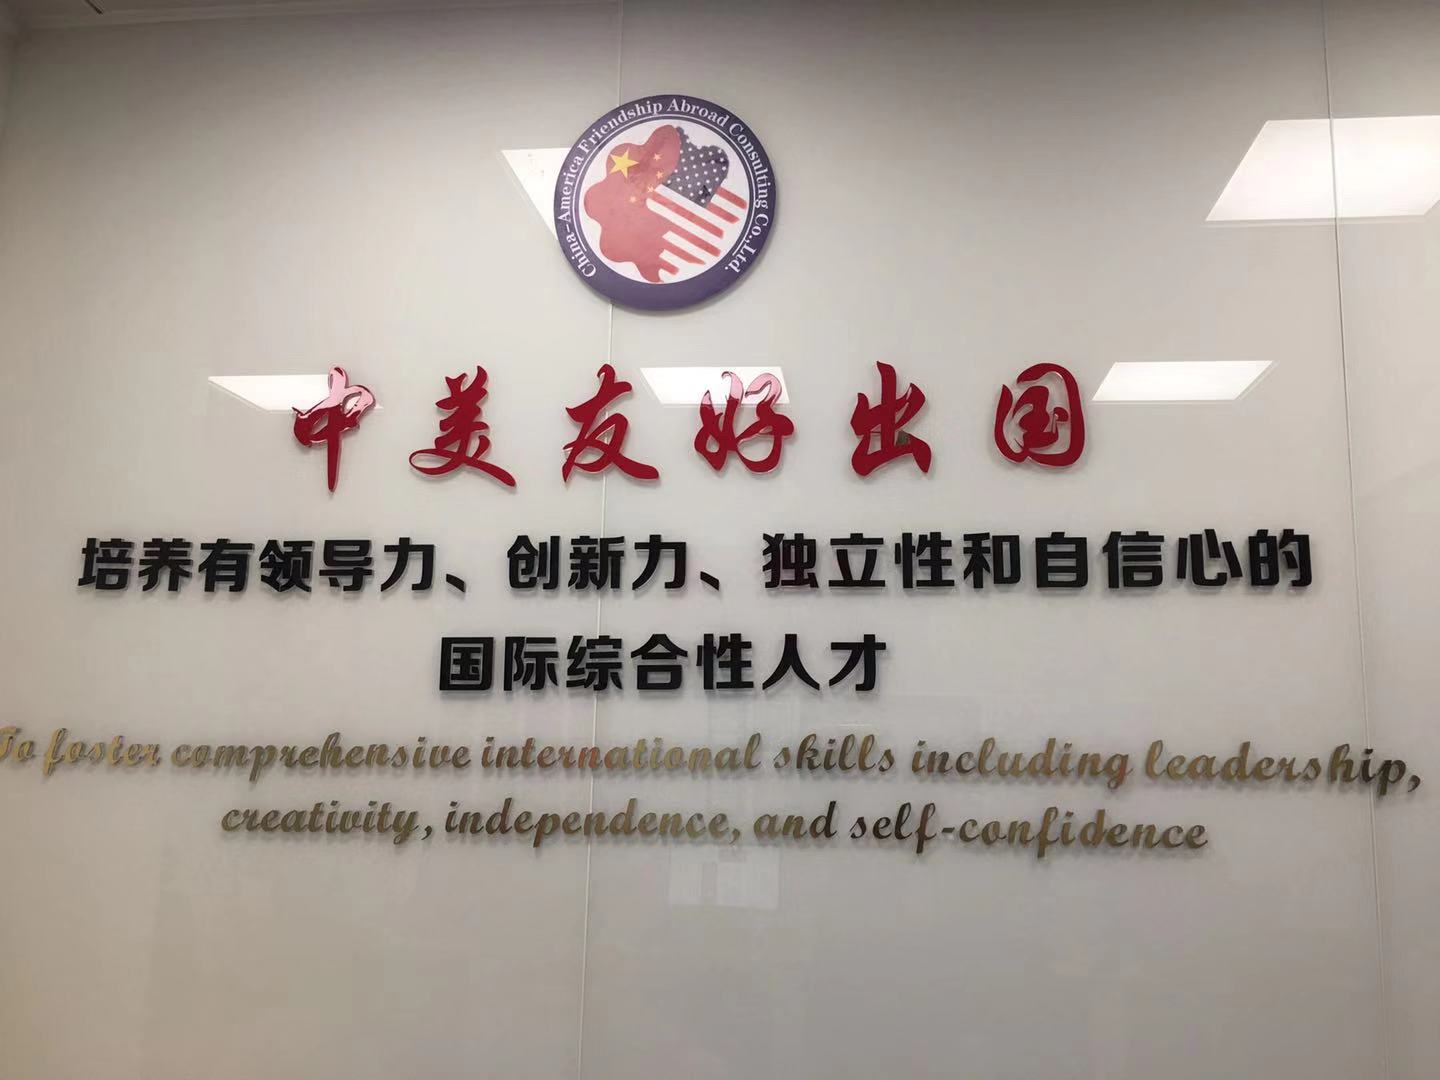 China-America Friendship Abroad Consulting Co.,Ltd.
中美友好出国
培养有领导力、创新力、独立性和自信心的
国际综合性人才
To foster comprehensive international skills including leadership,
creativity, independence, and self-confidence